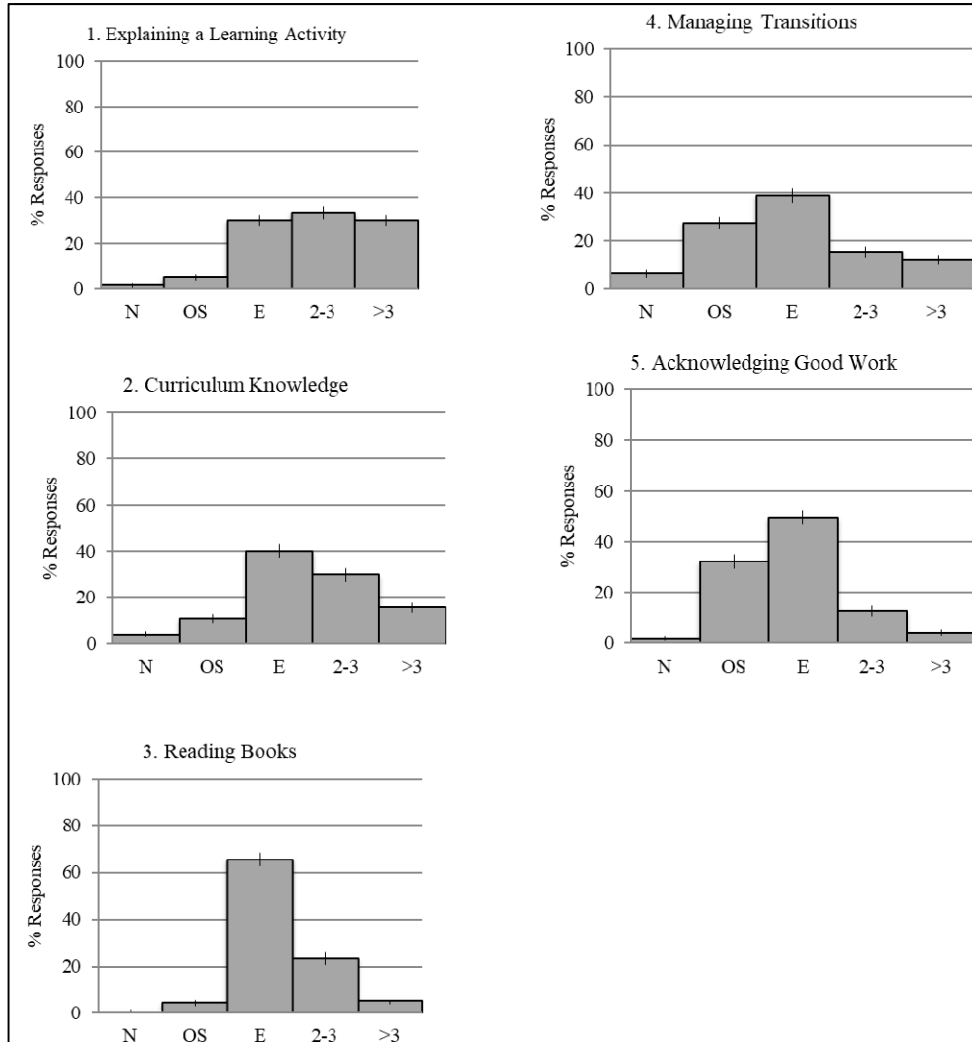 1. Explaining a Learning Activity
% Responses
100
80
60
40
20
0
N OS E 2-3 >3
2. Curriculum Knowledge
% Responses
100
80
60
40
20
0
N OS E 2-3 >3
3. Reading Books
% Responses
100
80
60
40
20
0
N OS E 2-3 >3
4. Managing Transitions
% Responses
100
80
60
40
20
0
N OS E 2-3 >3
5. Acknowledging Good Work
% Responses
100
80
60
40
20
0
N OS E 2-3 >3